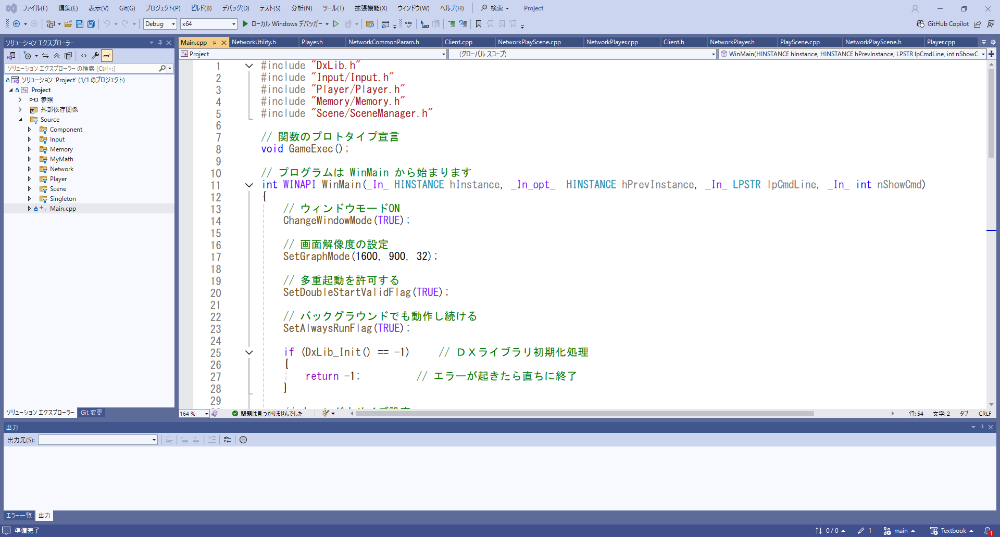 ファイル(F) 編集(E) 表示(V) Git(G) プロジェクト(P) ビルド(B) デバッグ(D) テスト(S) 分析(N) ツール(T) 拡張機能(X) ウィンドウ(W) ヘルプ(H) 検索 Project
Debug x64 ローカル Windows デバッガー GitHub Copilot
ソリューション エクスプローラー
ソリューション エクスプローラー の検索 (Ctrl+:)
ソリューション 'Project' (1/1 のプロジェクト)
Project
参照
外部依存関係
Source
Component
Input
Memory
MyMath
Network
Player
Scene
Singleton
Main.cpp
ソリューション エクスプローラー Git 変更
Main.cpp NetworkUtility.h Player.h NetworkCommonParam.h Client.cpp NetworkPlayScene.cpp NetworkPlayer.cpp Client.h NetworkPlayer.h PlayScene.cpp NetworkPlayScene.h Player.cpp
Project (グローバル スコープ) WinMain(HINSTANCE hInstance, HINSTANCE hPrevInstance, LPSTR lpCmdLine, int nShowC
1 #include "DxLib.h"
2 #include "Input/Input.h"
3 #include "Player/Player.h"
4 #include "Memory/Memory.h"
5 #include "Scene/SceneManager.h"
6
7 // 関数のプロトタイプ宣言
8 void GameExec();
9
10 // プログラムは WinMain から始まります
11 int WINAPI WinMain(_In_ HINSTANCE hInstance, _In_opt_  HINSTANCE hPrevInstance, _In_ LPSTR lpCmdLine, _In_ int nShowCmd)
12 {
13 // ウィンドウモードON
14 ChangeWindowMode(TRUE);
15
16 // 画面解像度の設定
17 SetGraphMode(1600, 900, 32);
18
19 // 多重起動を許可する
20 SetDoubleStartValidFlag(TRUE);
21
22 // バックグラウンドでも動作し続ける
23 SetAlwaysRunFlag(TRUE);
24
25 if (DxLib_Init() == -1) // ＤＸライブラリ初期化処理
26 {
27 return -1; // エラーが起きたら直ちに終了
28 }
29
164 % 問題は見つかりませんでした 行: 54 文字: 2 タブ CRLF
出力
出力元(S):
エラー一覧 出力
準備完了 0 / 0 1 main Textbook 1